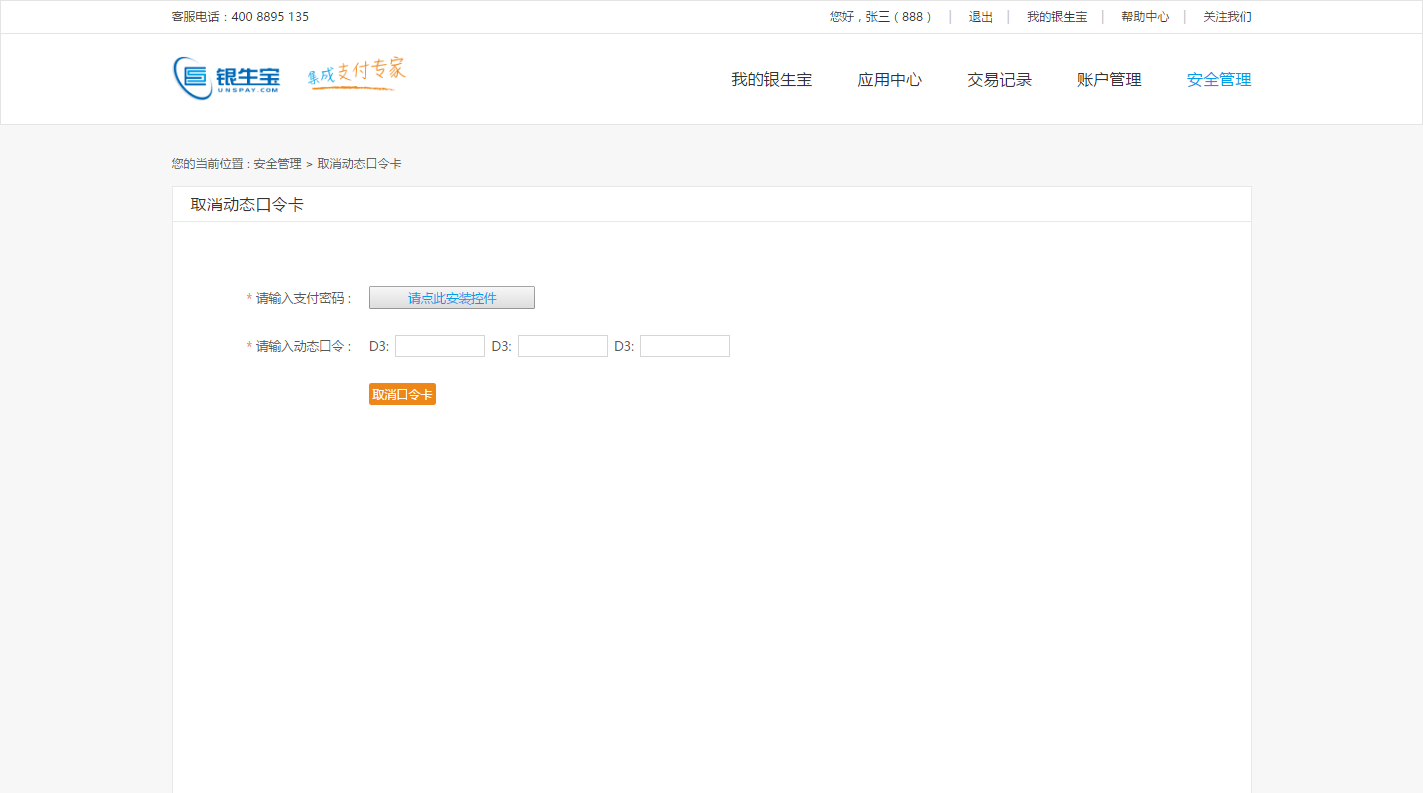 客服电话：400 8895 135 您好，张三（888） | 退出 | 我的银生宝 | 帮助中心 | 关注我们
银生宝 集成支付专家 我的银生宝 应用中心 交易记录 账户管理 安全管理
UNSPAY.COM
您的当前位置 : 安全管理 > 取消动态口令卡
取消动态口令卡
* 请输入支付密码： 请点此安装控件
* 请输入动态口令： D3: D3: D3:
取消口令卡